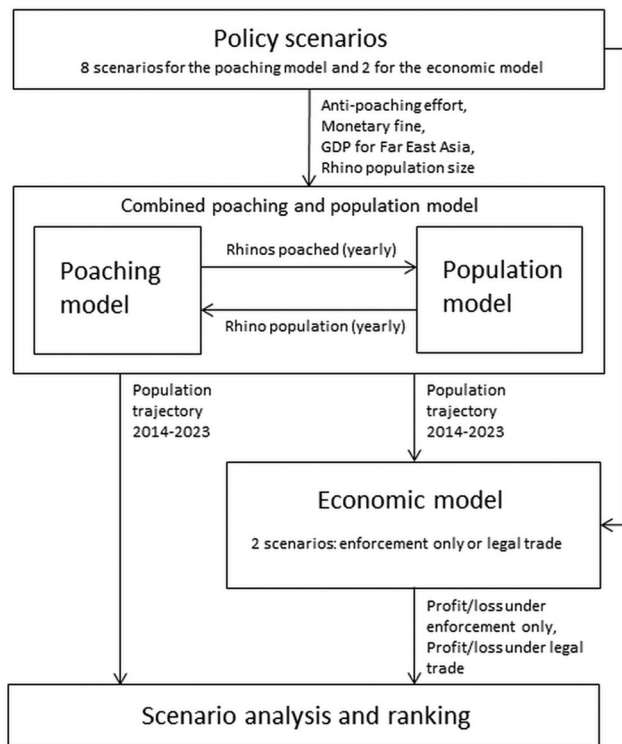 Policy scenarios
8 scenarios for the poaching model and 2 for the economic model
Anti-poaching effort,
Monetary fine,
GDP for Far East Asia,
Rhino population size
Combined poaching and population model
Poaching
model
Rhinos poached (yearly)
Rhino population (yearly)
Population
model
Population
trajectory
2014-2023
Population
trajectory
2014-2023
Economic model
2 scenarios: enforcement only or legal trade
Profit/loss under
enforcement only,
Profit/loss under legal
trade
Scenario analysis and ranking